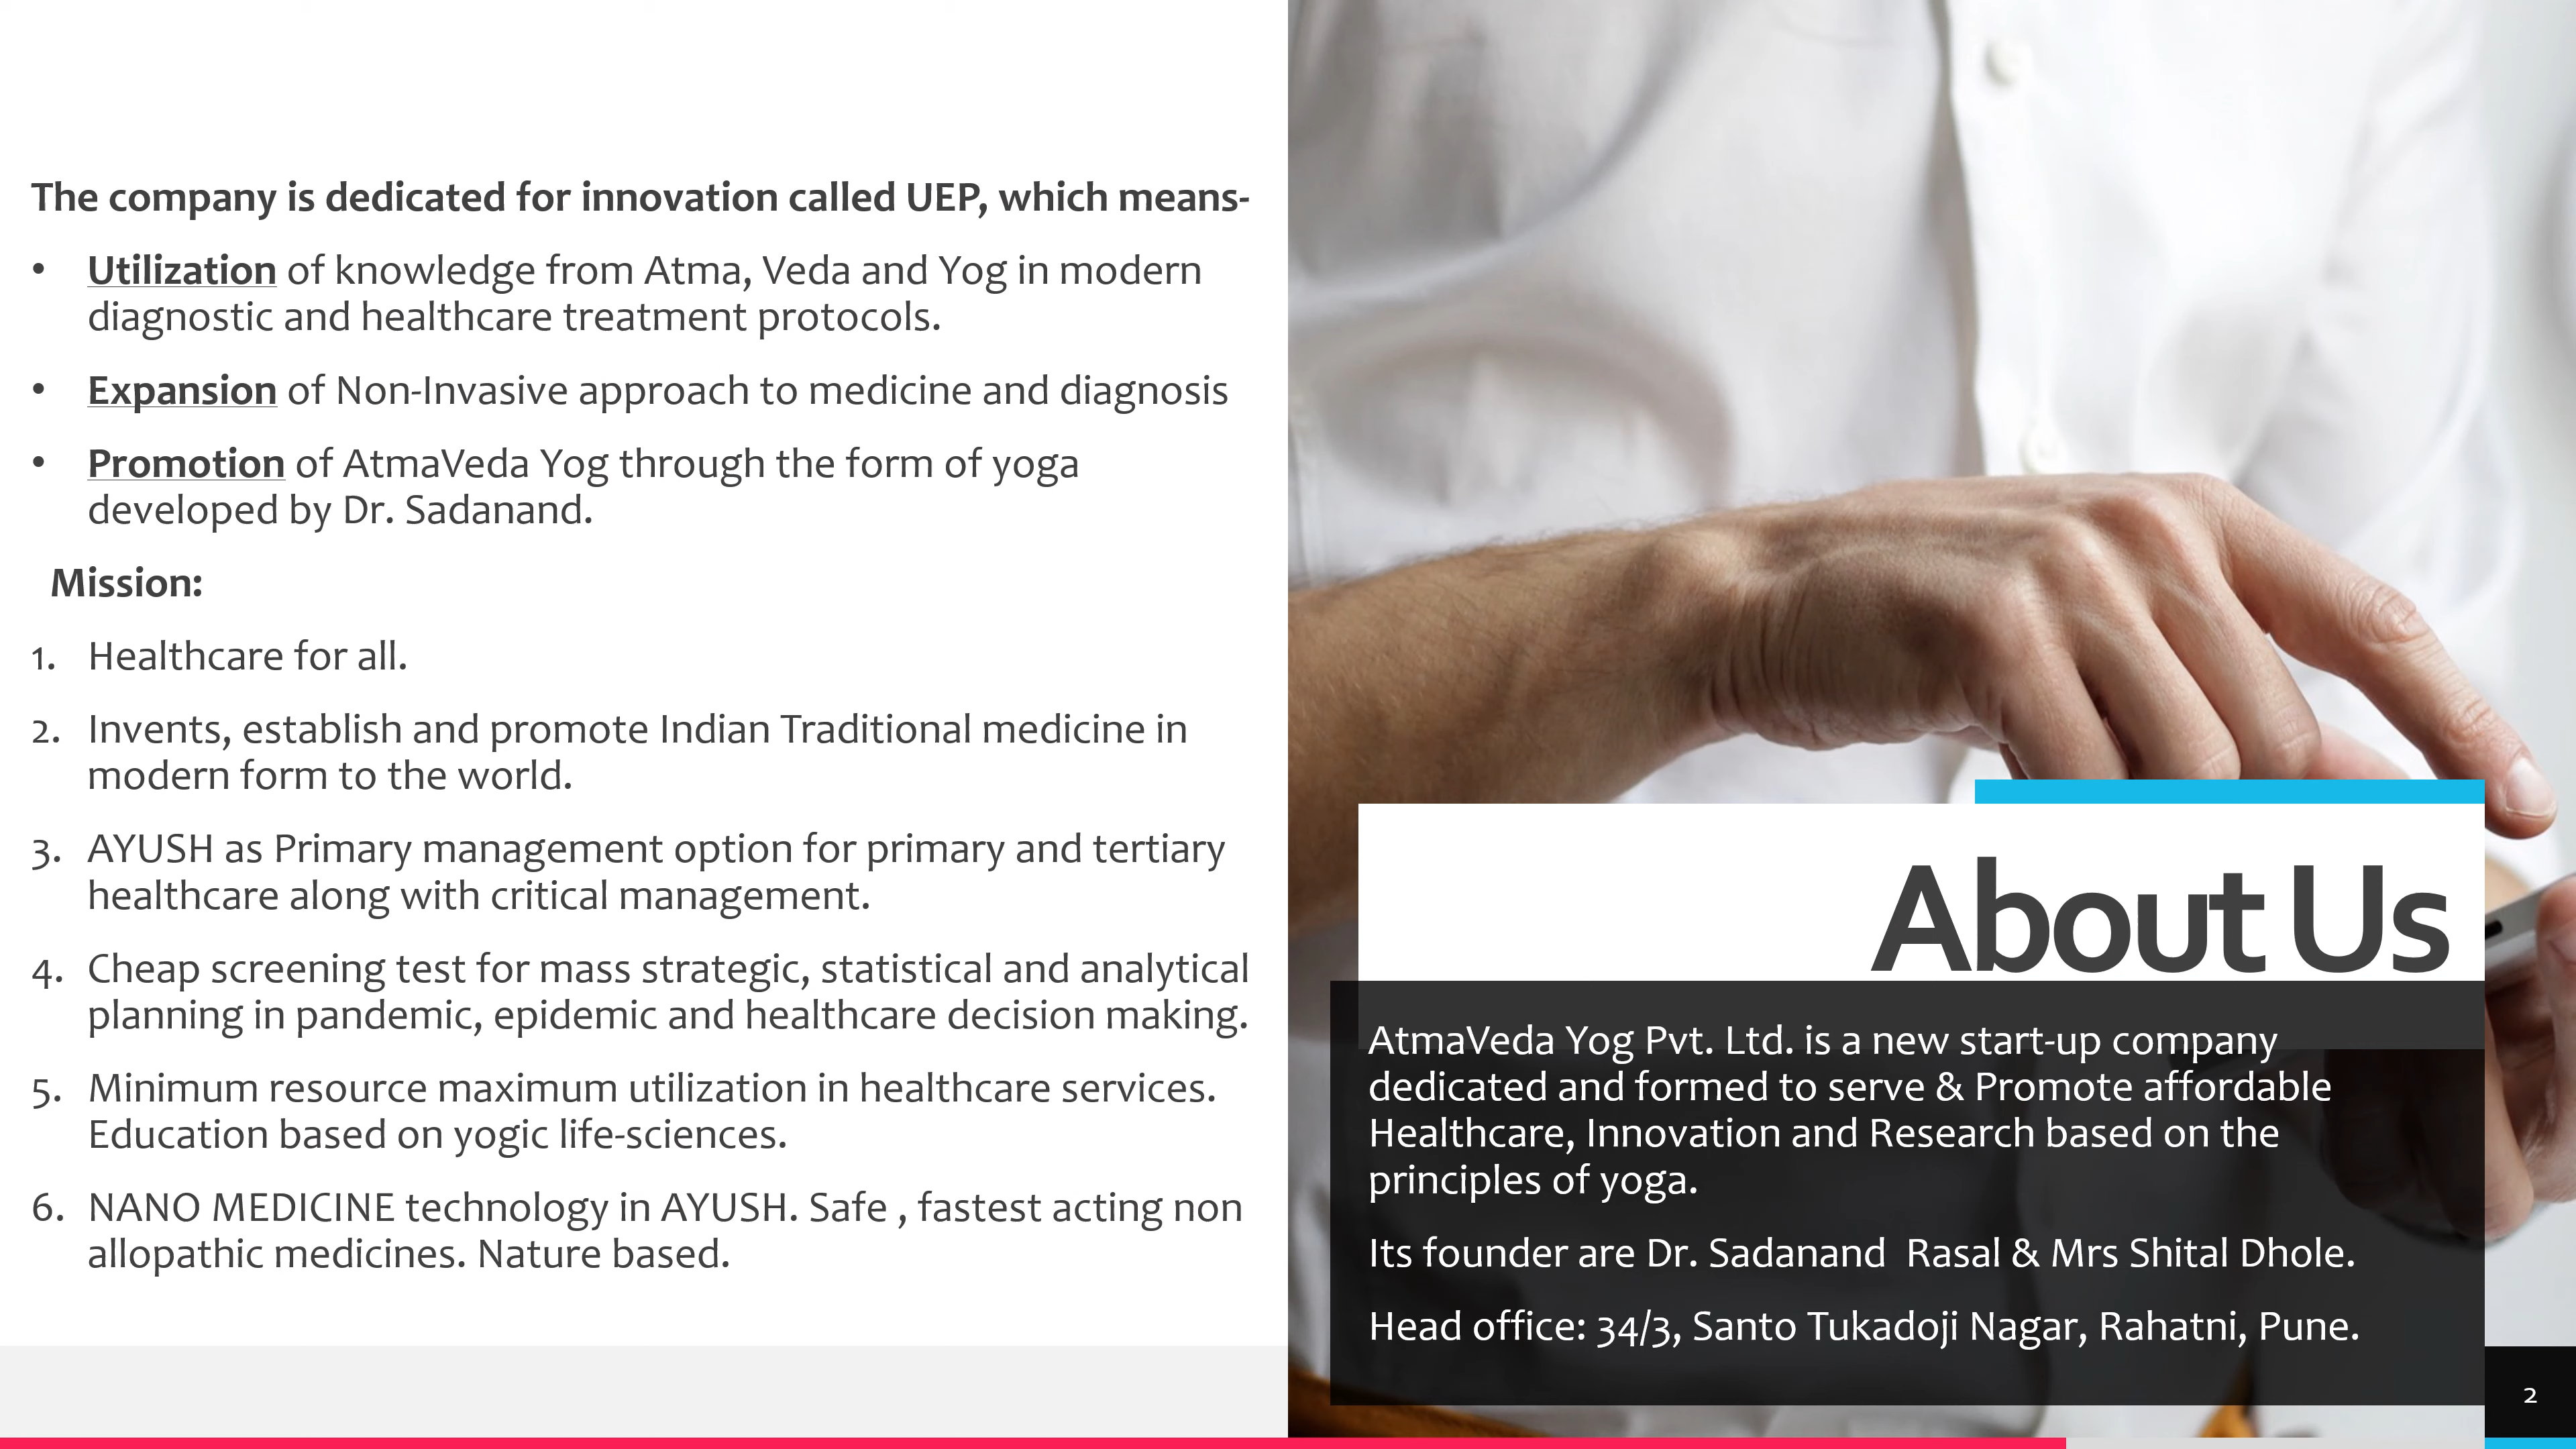 The company is dedicated for innovation called UEP, which means-
• Utilization of knowledge from Atma, Veda and Yog in modern
diagnostic and healthcare treatment protocols.
• Expansion of Non-Invasive approach to medicine and diagnosis
• Promotion of AtmaVeda Yog through the form of yoga
developed by Dr. Sadanand.
Mission:
1. Healthcare for all.
2. Invents, establish and promote Indian Traditional medicine in
modern form to the world.
3. AYUSH as Primary management option for primary and tertiary
healthcare along with critical management.
4. Cheap screening test for mass strategic, statistical and analytical
planning in pandemic, epidemic and healthcare decision making.
5. Minimum resource maximum utilization in healthcare services.
Education based on yogic life-sciences.
6. NANO MEDICINE technology in AYUSH. Safe , fastest acting non
allopathic medicines. Nature based.
About Us
AtmaVeda Yog Pvt. Ltd. is a new start-up company
dedicated and formed to serve & Promote affordable
Healthcare, Innovation and Research based on the
principles of yoga.
Its founder are Dr. Sadanand  Rasal & Mrs Shital Dhole.
Head office: 34/3, Santo Tukadoji Nagar, Rahatni, Pune.
2